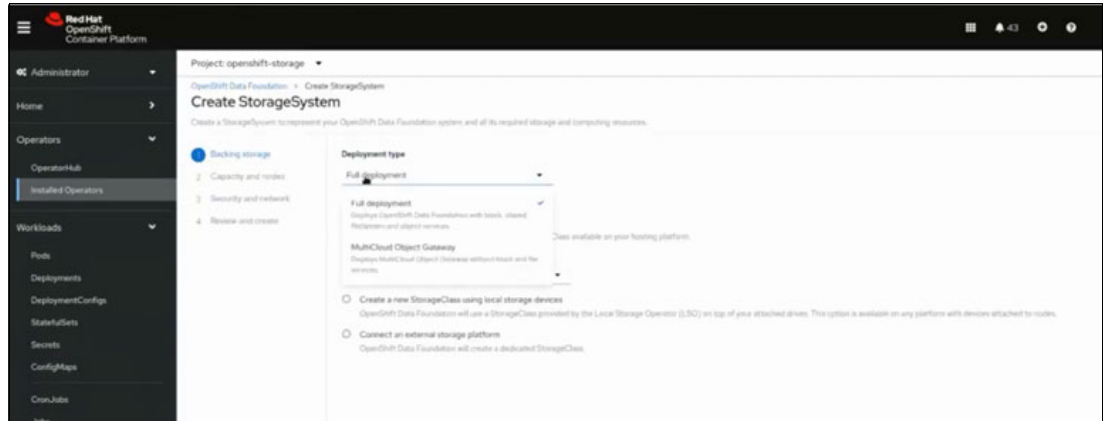 Red Hat
OpenShift
Container Platform
43
Administrator
Home
Operators
OperatorHub
Installed Operators
Workloads
Pods
Deployments
DeploymentConfigs
StatefulSets
Secrets
ConfigMaps
CronJobs
Jobs
Project: openshift-storage
OpenShift Data Foundation > Create StorageSystem
Create StorageSystem
Create a StorageSystem to represent your OpenShift Data Foundation system and all its required storage and computing resources.
1 Backing storage
2 Capacity and nodes
3 Security and network
4 Review and create
Deployment type
Full deployment
Full deployment
Deploys OpenShift Data Foundation with block, shared
filesystem and object services.
MultiCloud Object Gateway
Deploys MultiCloud Object Gateway without block and file
services.
Class available on your hosting platform.
Create a new StorageClass using local storage devices
OpenShift Data Foundation will use a StorageClass provided by the Local Storage Operator (LSO) on top of your attached drives. This option is available on any platform with devices attached to nodes.
Connect an external storage platform
OpenShift Data Foundation will create a dedicated StorageClass.